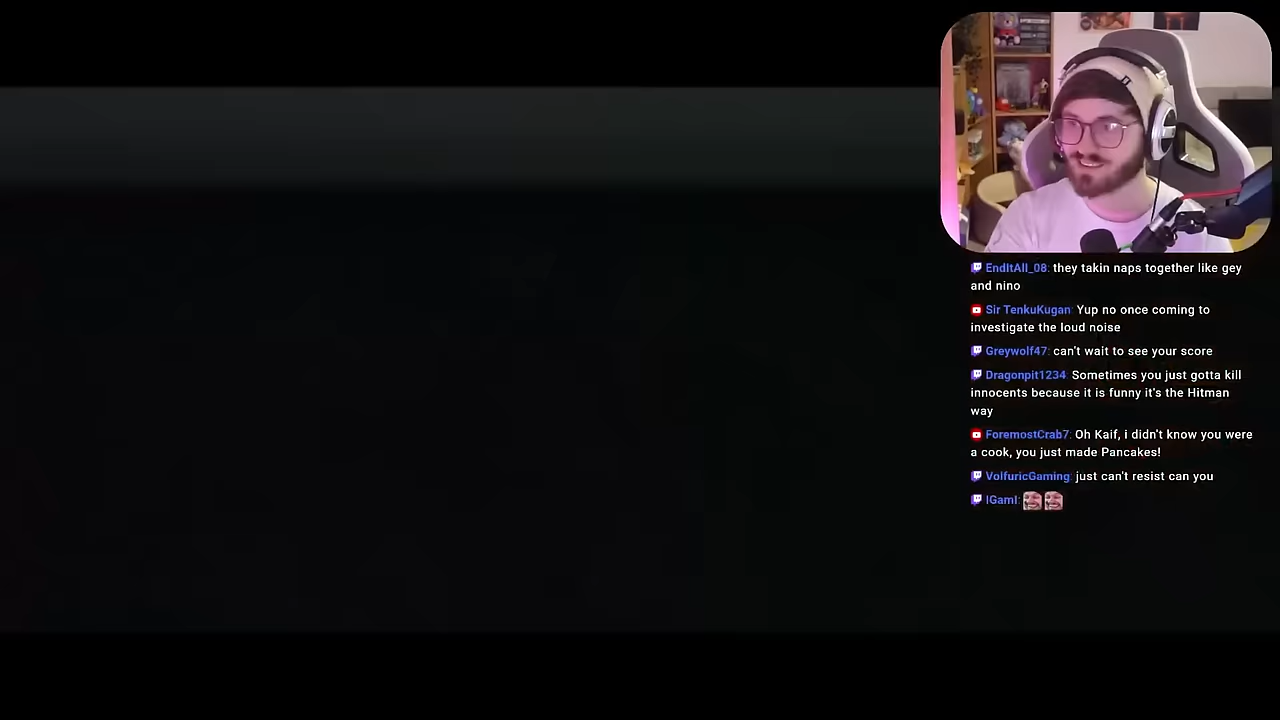 EndItAll_08: they takin naps together like gey
and nino
Sir TenkuKugan: Yup no once coming to
investigate the loud noise
Greywolf47: can't wait to see your score
Dragonpit1234: Sometimes you just gotta kill
innocents because it is funny it's the Hitman
way
ForemostCrab7: Oh Kaif, i didn't know you were
a cook, you just made Pancakes!
VolfuricGaming: just can't resist can you
IGamI: